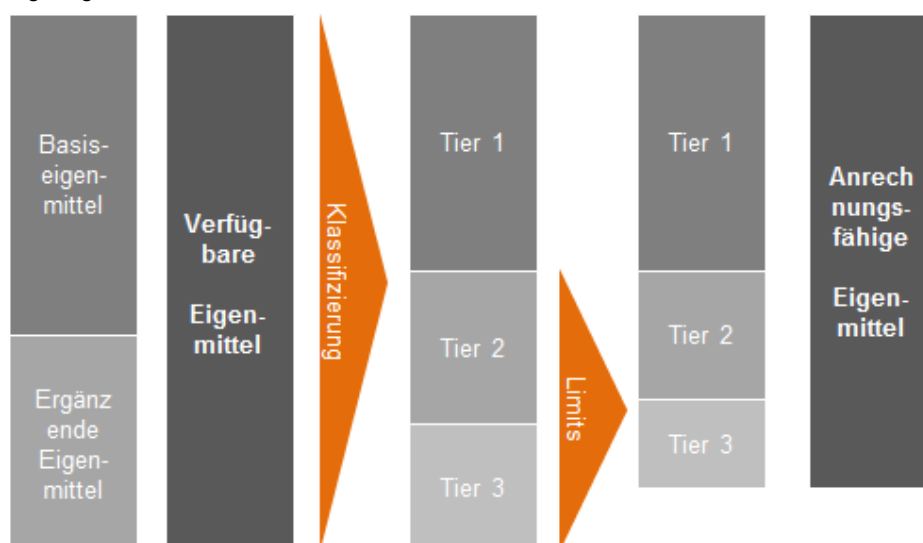 Basis-
eigen-
mittel
Ergänz
ende
Eigen-
mittel
Verfüg-
bare
Eigen-
mittel
Klassifizierung
Tier 1
Tier 2
Tier 3
Limits
Tier 1
Tier 2
Tier 3
Anrech
nungs-
fähige
Eigen-
mittel